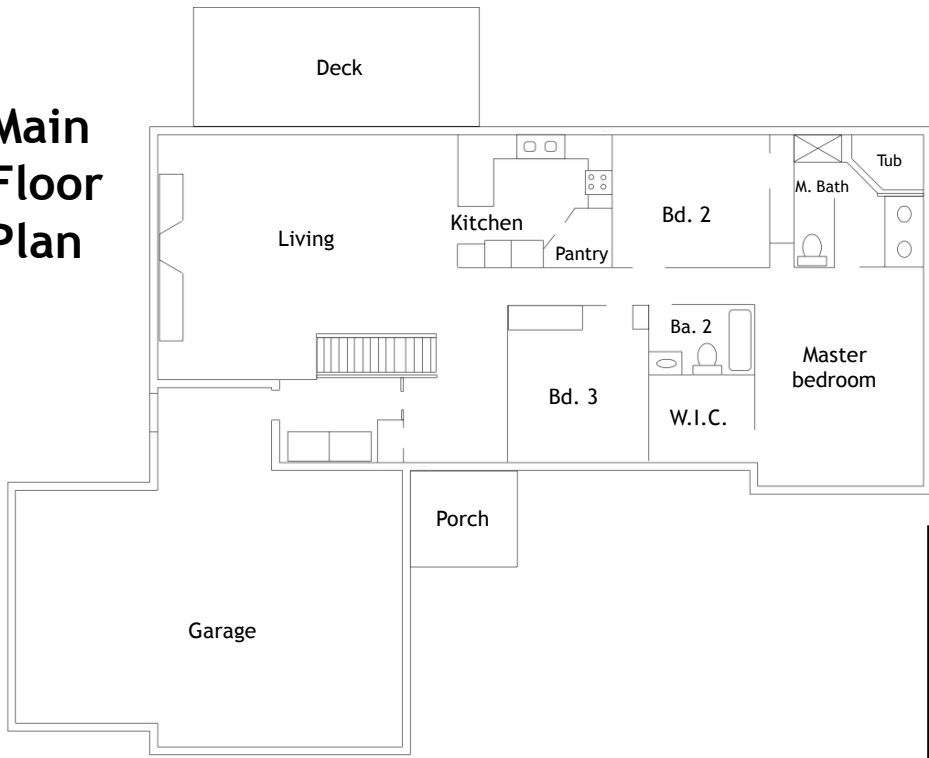 Main
Floor
Plan
Deck
Living
Kitchen
Pantry
Bd. 2
M. Bath
Tub
Ba. 2
Master
bedroom
Bd. 3
W.I.C.
Porch
Garage